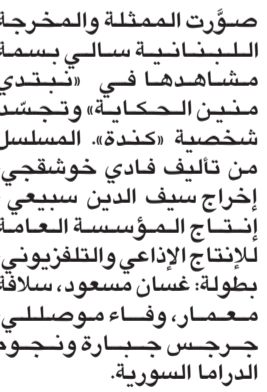 صوَّرت الممثلة والمخرجة
اللبنانية سالي بسمة
مشاهدها في «نبتدي
منين الحكاية» وتجسّد
شخصية «كندة». المسلسل
من تأليف فادي خوشقجي
إخراج سيف الدين سبيعي
إنتاج المؤسسة العامة
للإنتاج الإذاعي والتلفزيوني
بطولة: غسان مسعود، سلافة
معمار، وفاء موصللي،
جرجس جبارة ونجوم
الدراما السورية.